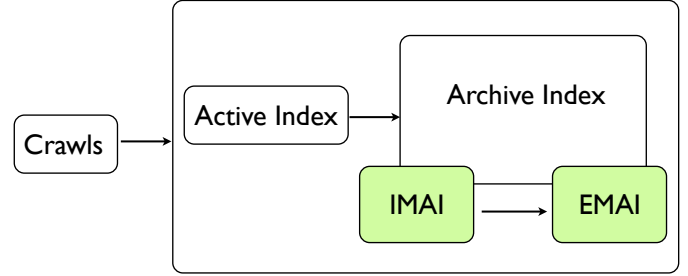 Crawls
Active Index
Archive Index
IMAI
EMAI